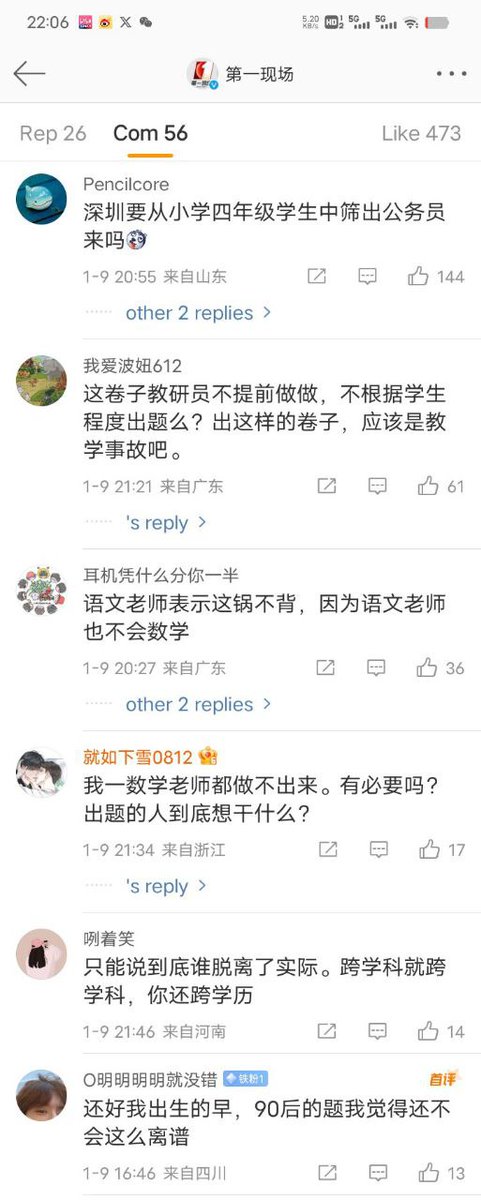 22:06
5.20 KB/s HD 1 2 5G 5G
第一现场
Rep 26 Com 56 Like 473
Pencilcore
深圳要从小学四年级学生中筛出公务员
来吗
1-9 20:55 来自山东 144
other 2 replies >
我爱波妞612
这卷子教研员不提前做做，不根据学生
程度出题么？出这样的卷子，应该是教
学事故吧。
1-9 21:21 来自广东 61
's reply >
耳机凭什么分你一半
语文老师表示这锅不背，因为语文老师
也不会数学
1-9 20:27 来自广东 36
other 2 replies >
就如下雪0812
我一数学老师都做不出来。有必要吗？
出题的人到底想干什么？
1-9 21:34 来自浙江 17
's reply >
咧着笑
只能说到底谁脱离了实际。跨学科就跨
学科，你还跨学历
1-9 21:46 来自河南 14
O明明明明就没错 铁粉1 首评
还好我出生的早，90后的题我觉得还不
会这么离谱
1-9 16:46 来自四川 13